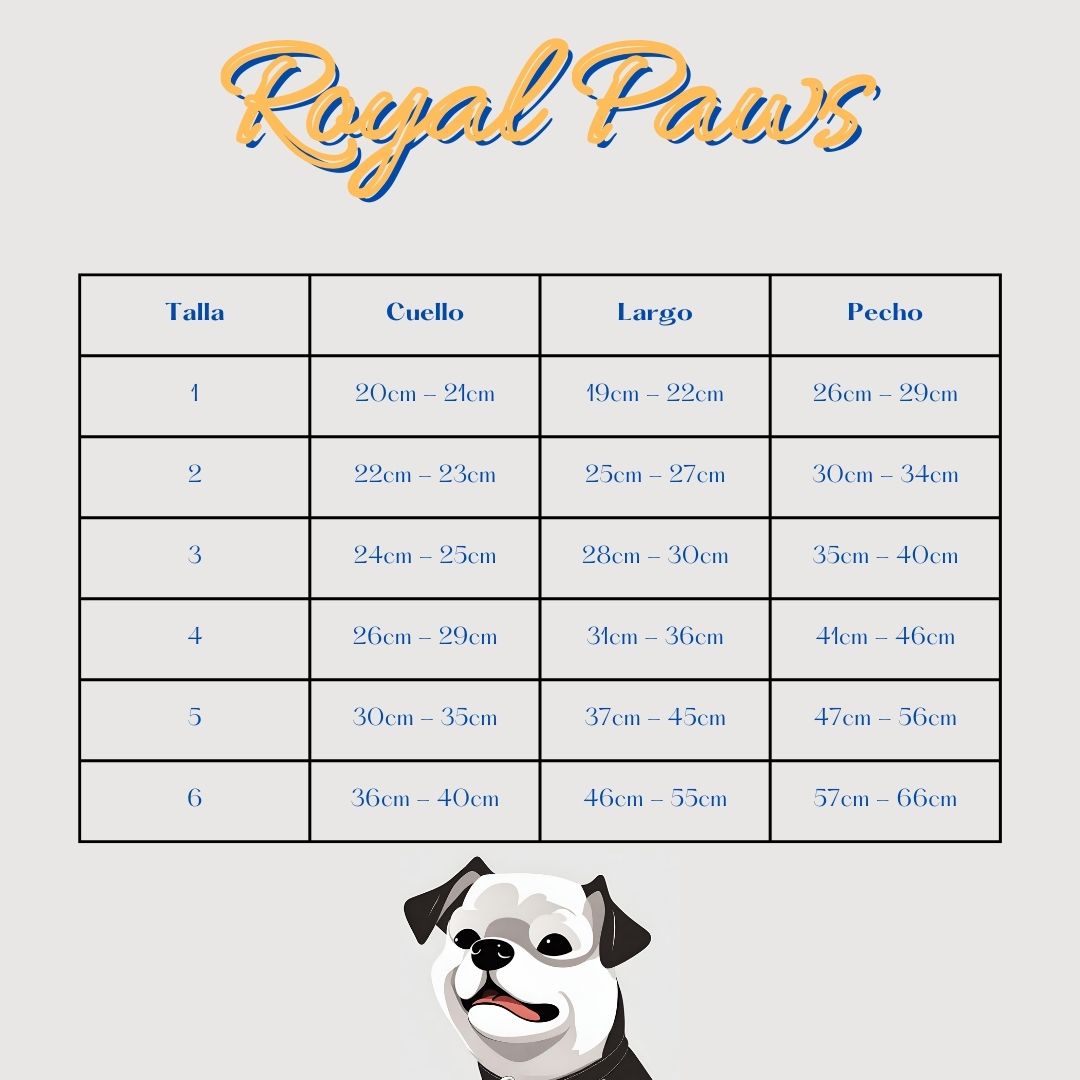 Royal Paws
Talla Cuello Largo Pecho
1 20cm – 21cm 19cm – 22cm 26cm – 29cm
2 22cm – 23cm 25cm – 27cm 30cm – 34cm
3 24cm – 25cm 28cm – 30cm 35cm – 40cm
4 26cm – 29cm 31cm – 36cm 41cm – 46cm
5 30cm – 35cm 37cm – 45cm 47cm – 56cm
6 36cm – 40cm 46cm – 55cm 57cm – 66cm